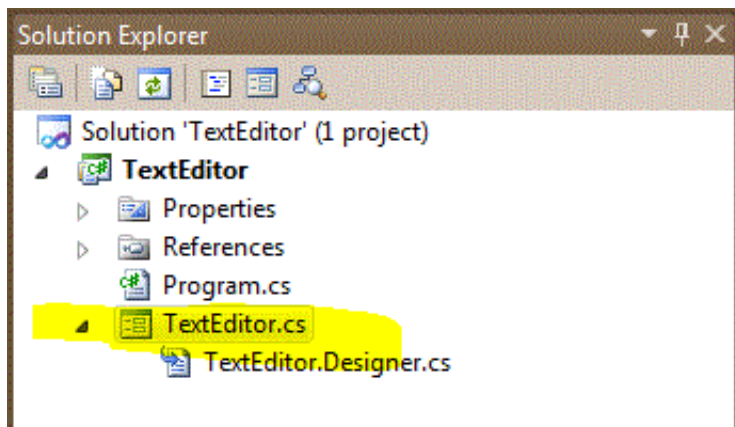 Solution Explorer
Solution 'TextEditor' (1 project)
TextEditor
Properties
References
Program.cs
TextEditor.cs
TextEditor.Designer.cs